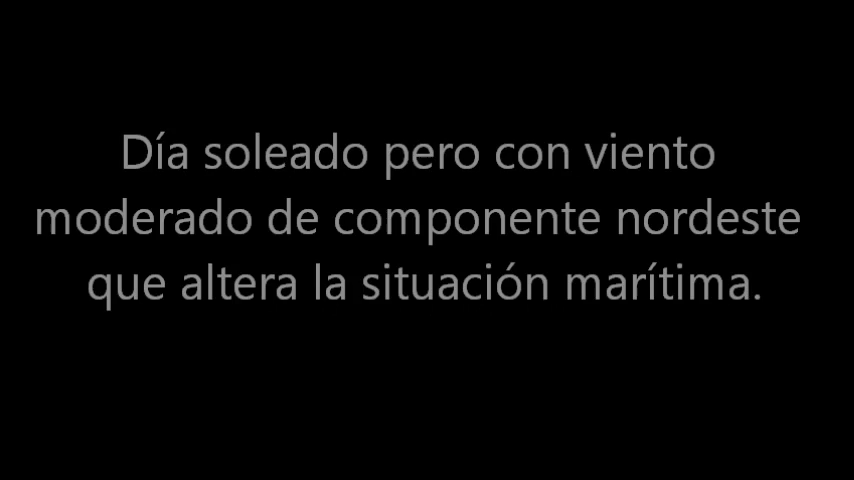 Día soleado pero con viento
moderado de componente nordeste
que altera la situación marítima.